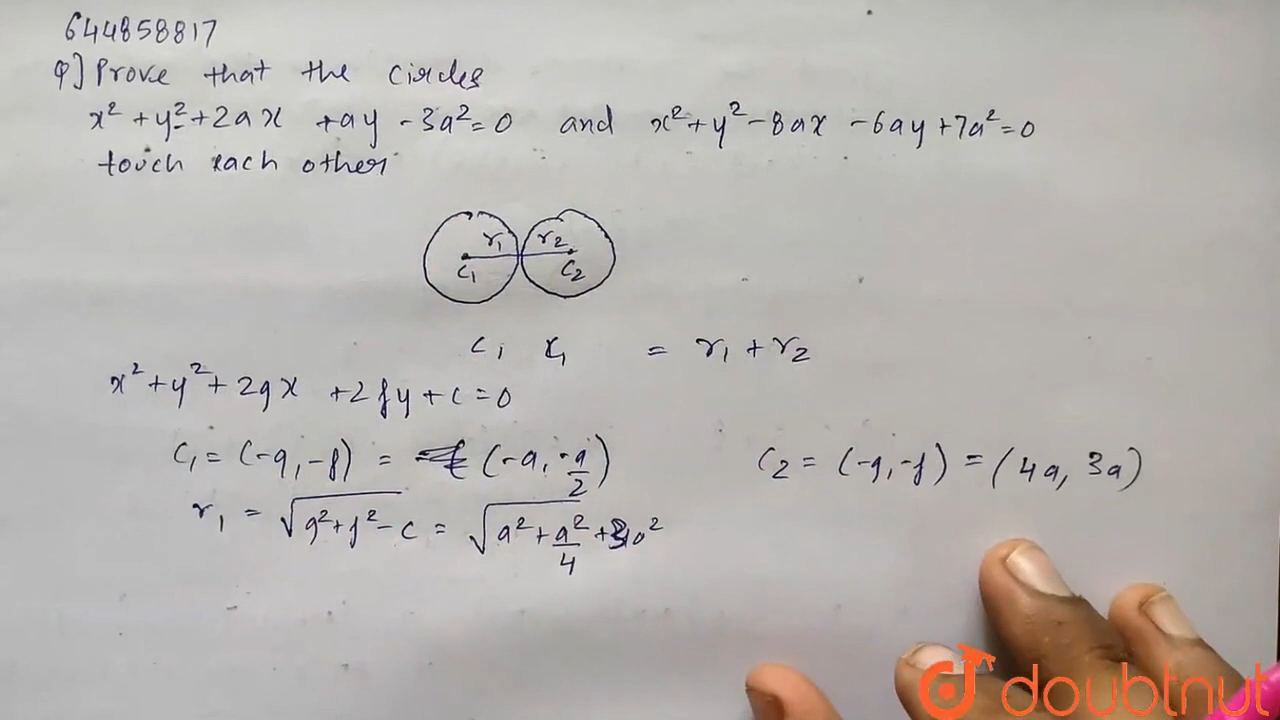 644858817
Q] Prove that the circles
x² + y² + 2ax + ay - 3a² = 0 and x² + y² - 8ax - 6ay + 7a² = 0
touch each other
r₁ r₂
C₁ C₂
C₁ = r₁ + r₂
x² + y² + 2gx + 2fy + c = 0
C₁ = (-g, -f) = (-a, -a/2) C₂ = (-g, -f) = (4a, 3a)
r₁ = √g² + f² - c = √a² + a²/4 + 3a²
doubtnut